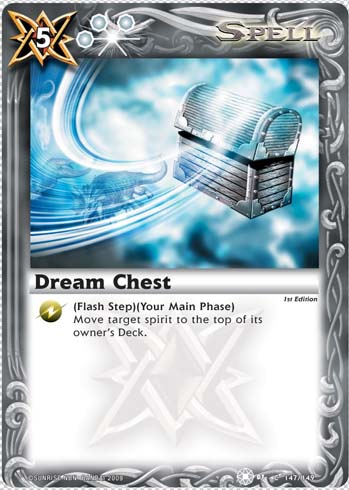 5
SPELL
Dream Chest
1st Edition
(Flash Step)(Your Main Phase)
Move target spirit to the top of its
owner's Deck.
147/149